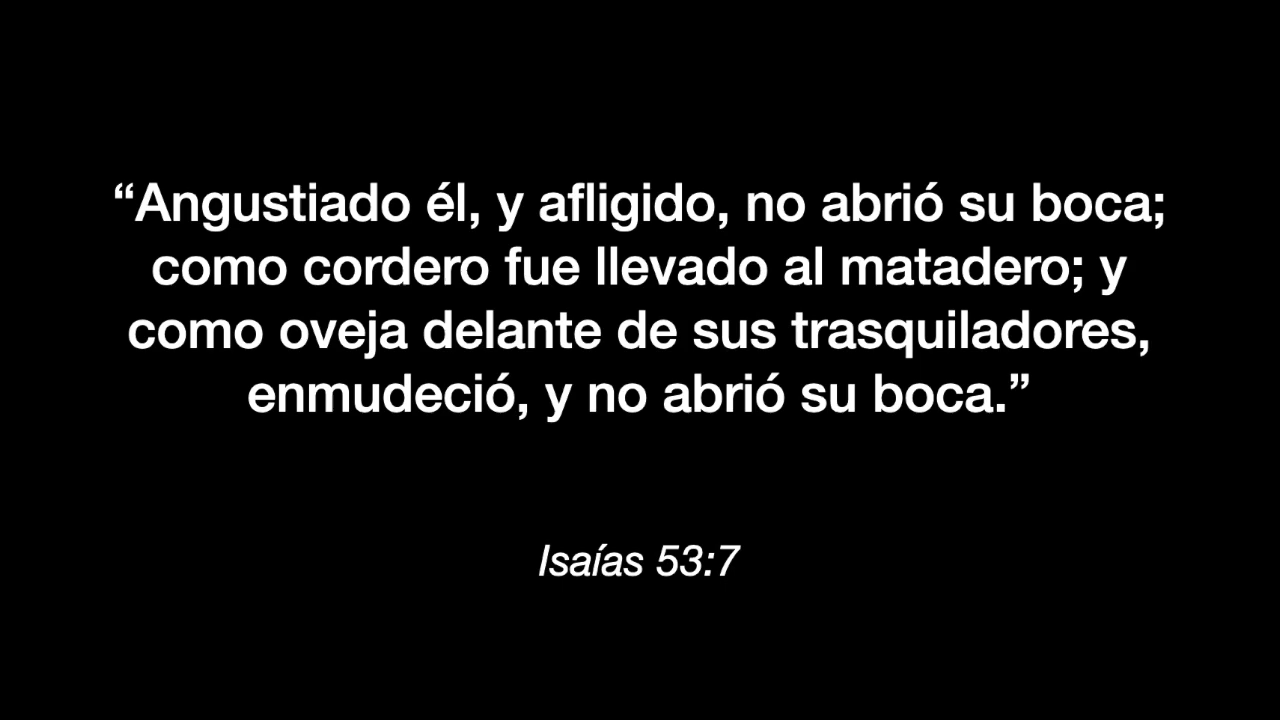 “Angustiado él, y afligido, no abrió su boca;
como cordero fue llevado al matadero; y
como oveja delante de sus trasquiladores,
enmudeció, y no abrió su boca.”
Isaías 53:7